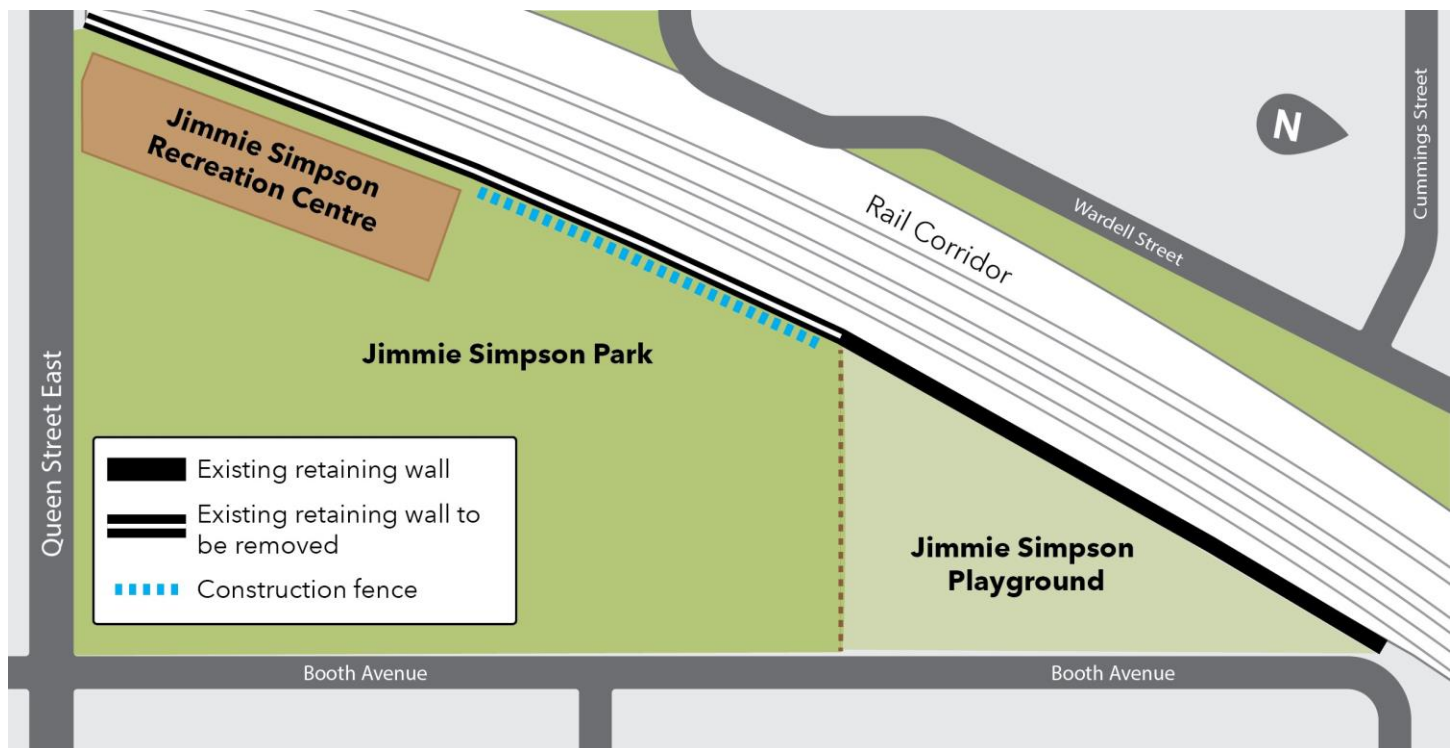 Jimmie Simpson
Recreation Centre
N
Cummings Street
Rail Corridor
Wardell Street
Queen Street East
Jimmie Simpson Park
Existing retaining wall
Existing retaining wall to
be removed
Construction fence
Jimmie Simpson
Playground
Booth Avenue
Booth Avenue